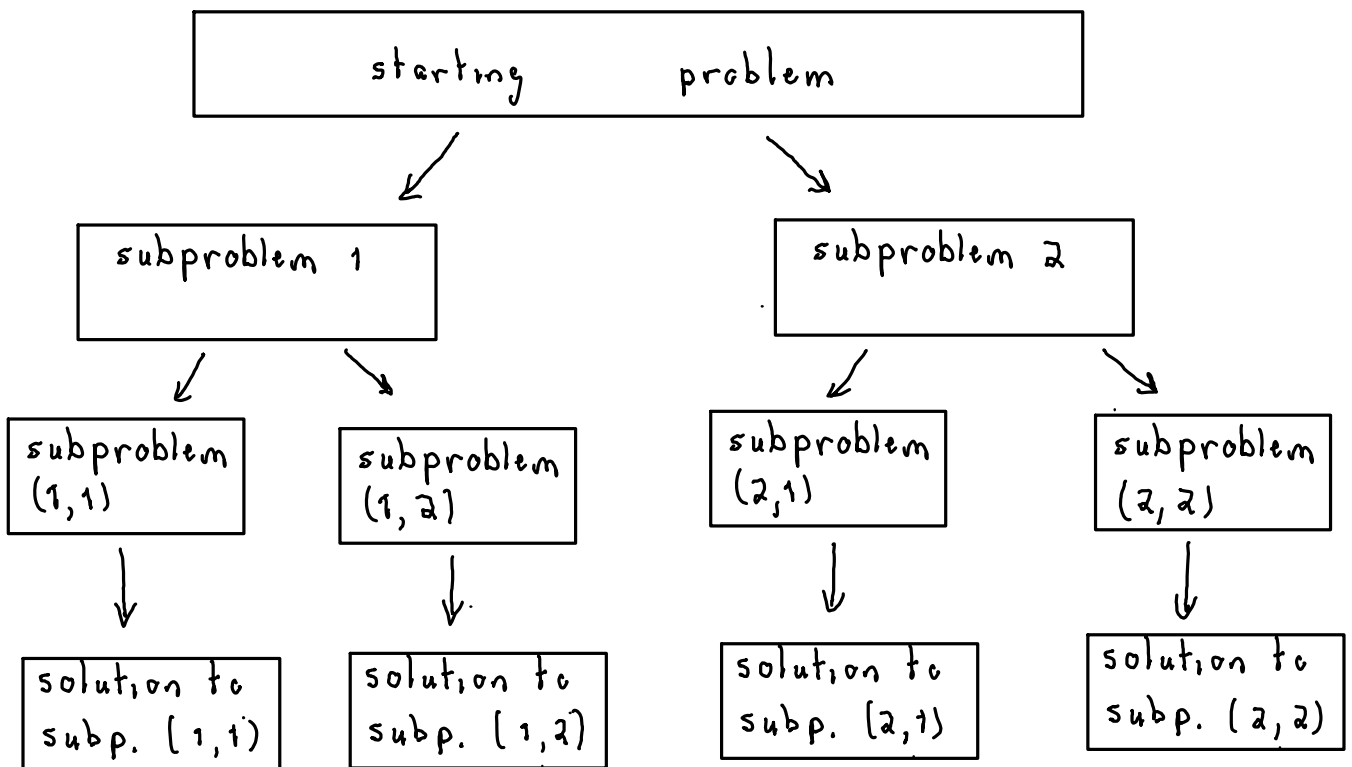 starting problem
subproblem 1
subproblem 2
subproblem
(1,1)
subproblem
(1,2)
subproblem
(2,1)
subproblem
(2,2)
solution to
subp. (1,1)
solution to
subp. (1,2)
solution to
subp. (2,1)
solution to
subp. (2,2)